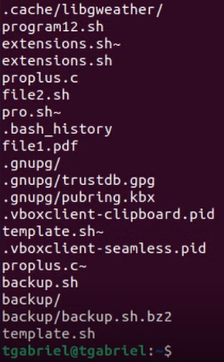 .cache/libgweather/
program12.sh
extensions.sh~
extensions.sh
proplus.c
file2.sh
pro.sh~
.bash_history
file1.pdf
.gnupg/
.gnupg/trustdb.gpg
.gnupg/pubring.kbx
.vboxclient-clipboard.pid
template.sh~
.vboxclient-seamless.pid
proplus.c~
backup.sh
backup/
backup/backup.sh.bz2
template.sh
tgabriel@tgabriel:~$